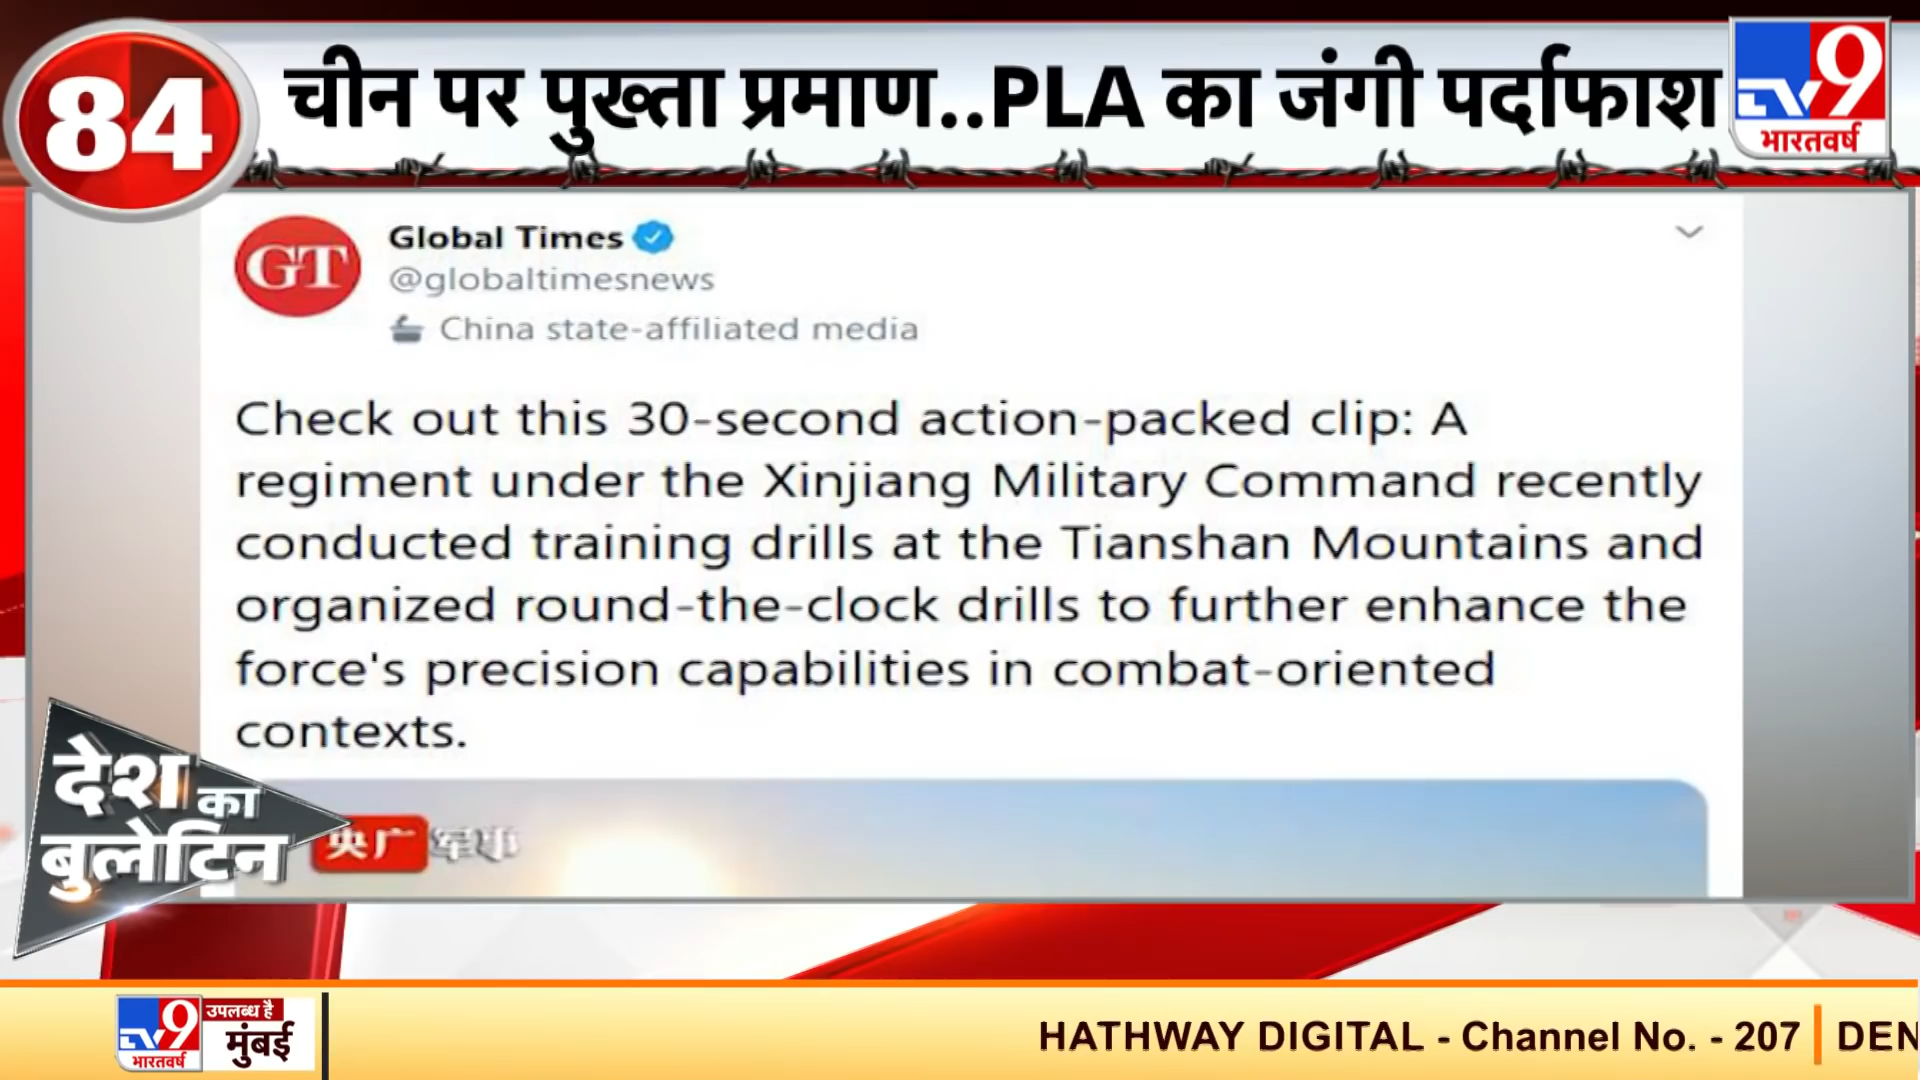 84
चीन पर पुख्ता प्रमाण..PLA का जंगी पर्दाफाश
TV9
भारतवर्ष
GT
Global Times
@globaltimesnews
China state-affiliated media
Check out this 30-second action-packed clip: A
regiment under the Xinjiang Military Command recently
conducted training drills at the Tianshan Mountains and
organized round-the-clock drills to further enhance the
force's precision capabilities in combat-oriented
contexts.
देश का
बुलेटिन
央广军事
TV9
भारतवर्ष
उपलब्ध है
मुंबई
HATHWAY DIGITAL - Channel No. - 207
DEN